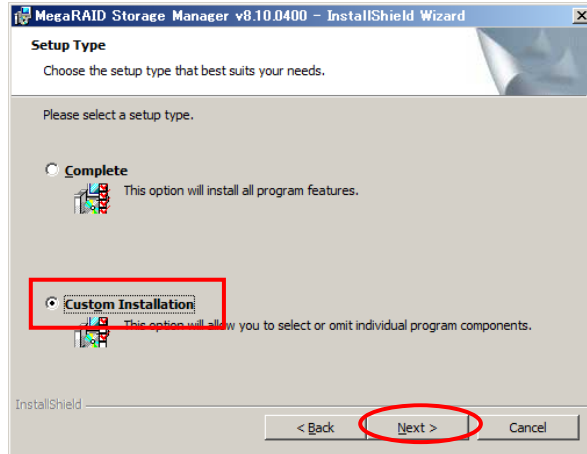 MegaRAID Storage Manager v8.10.0400 - InstallShield Wizard
Setup Type
Choose the setup type that best suits your needs.
Please select a setup type.
Complete
This option will install all program features.
Custom Installation
This option will allow you to select or omit individual program components.
InstallShield
< Back
Next >
Cancel